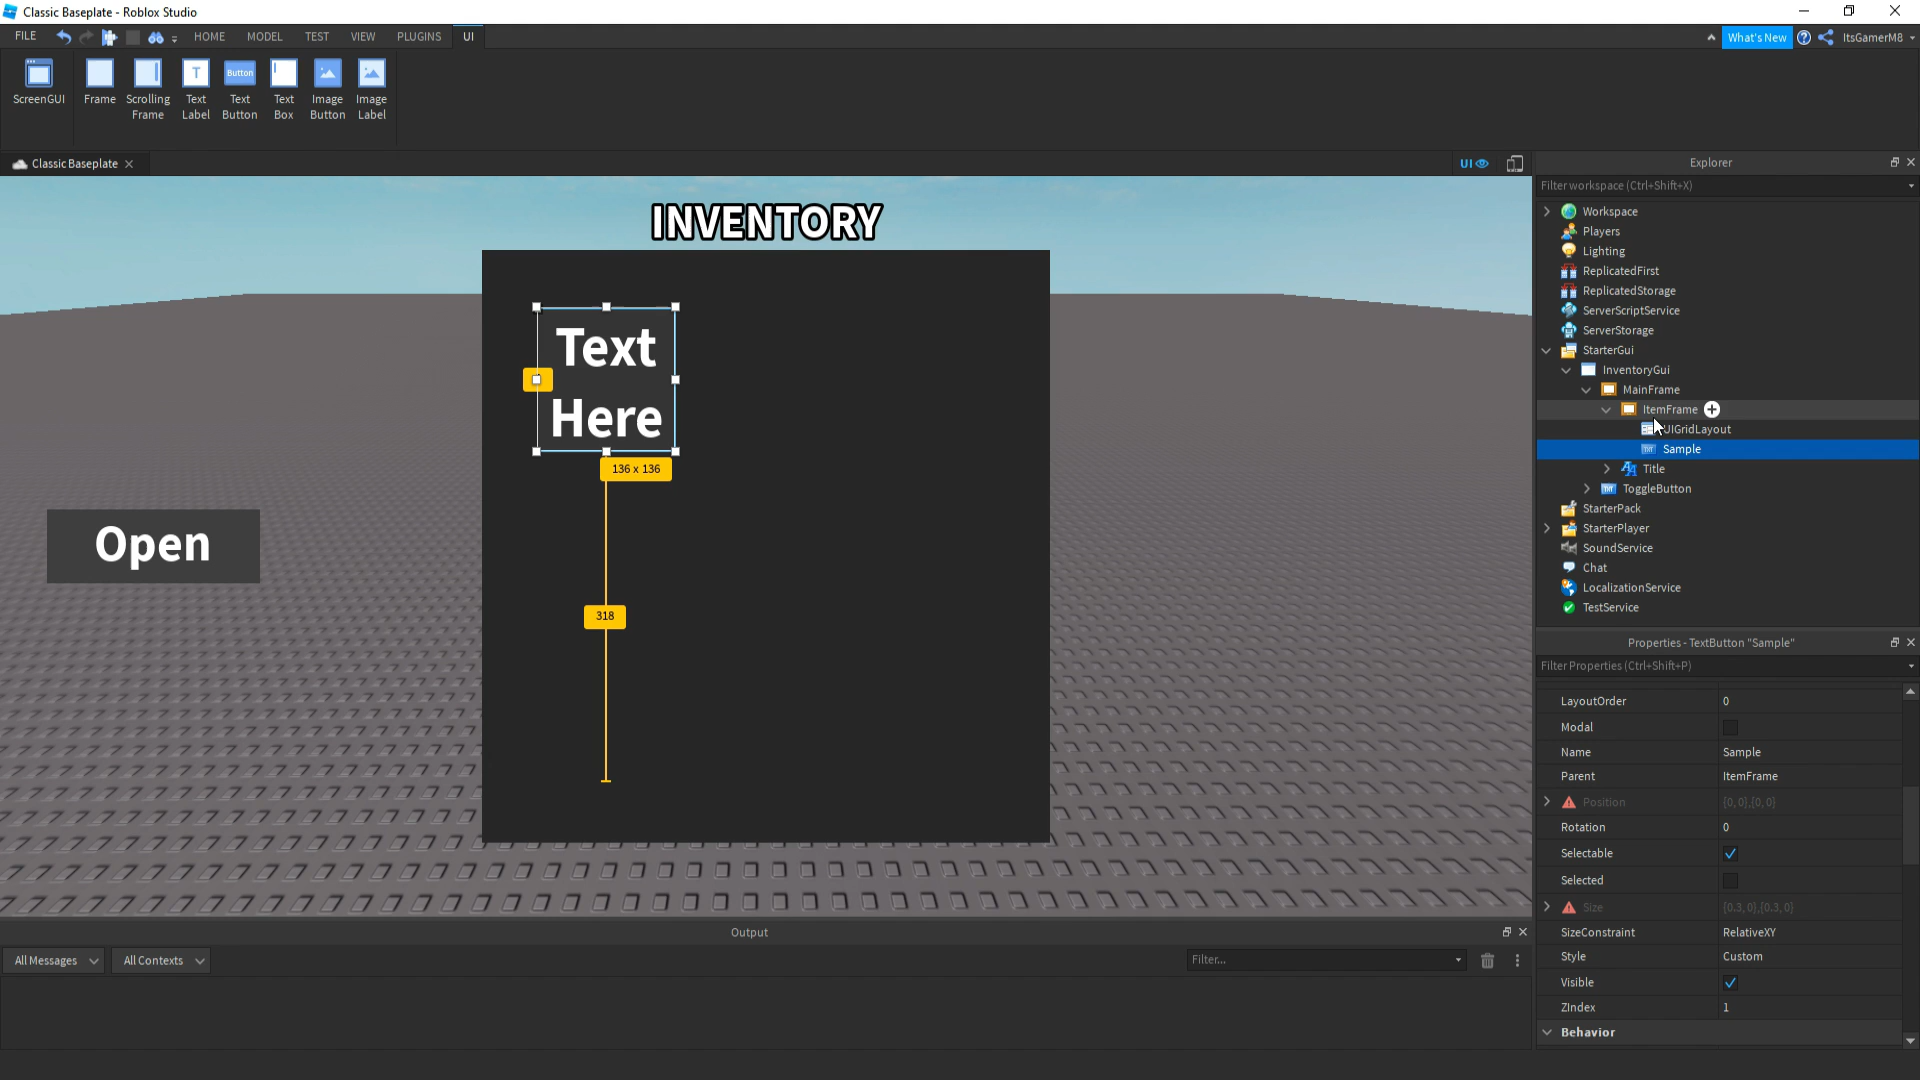 Classic Baseplate - Roblox Studio
FILE HOME MODEL TEST VIEW PLUGINS UI What's New ItsGamerM8
ScreenGUI
Frame
Scrolling Frame
Text Label
Text Button
Text Box
Image Button
Image Label
T
Button
Classic Baseplate
UI
Explorer
Filter workspace (Ctrl+Shift+X)
Workspace
Players
Lighting
ReplicatedFirst
ReplicatedStorage
ServerScriptService
ServerStorage
StarterGui
InventoryGui
MainFrame
ItemFrame
UIGridLayout
Sample
Title
ToggleButton
StarterPack
StarterPlayer
SoundService
Chat
LocalizationService
TestService
INVENTORY
Text
Here
136 x 136
318
Open
Properties - TextButton "Sample"
Filter Properties (Ctrl+Shift+P)
LayoutOrder 0
Modal
Name Sample
Parent ItemFrame
Position {0, 0},{0, 0}
Rotation 0
Selectable
Selected
Size {0.3, 0},{0.3, 0}
SizeConstraint RelativeXY
Style Custom
Visible
ZIndex 1
Behavior
Output
All Messages All Contexts Filter...